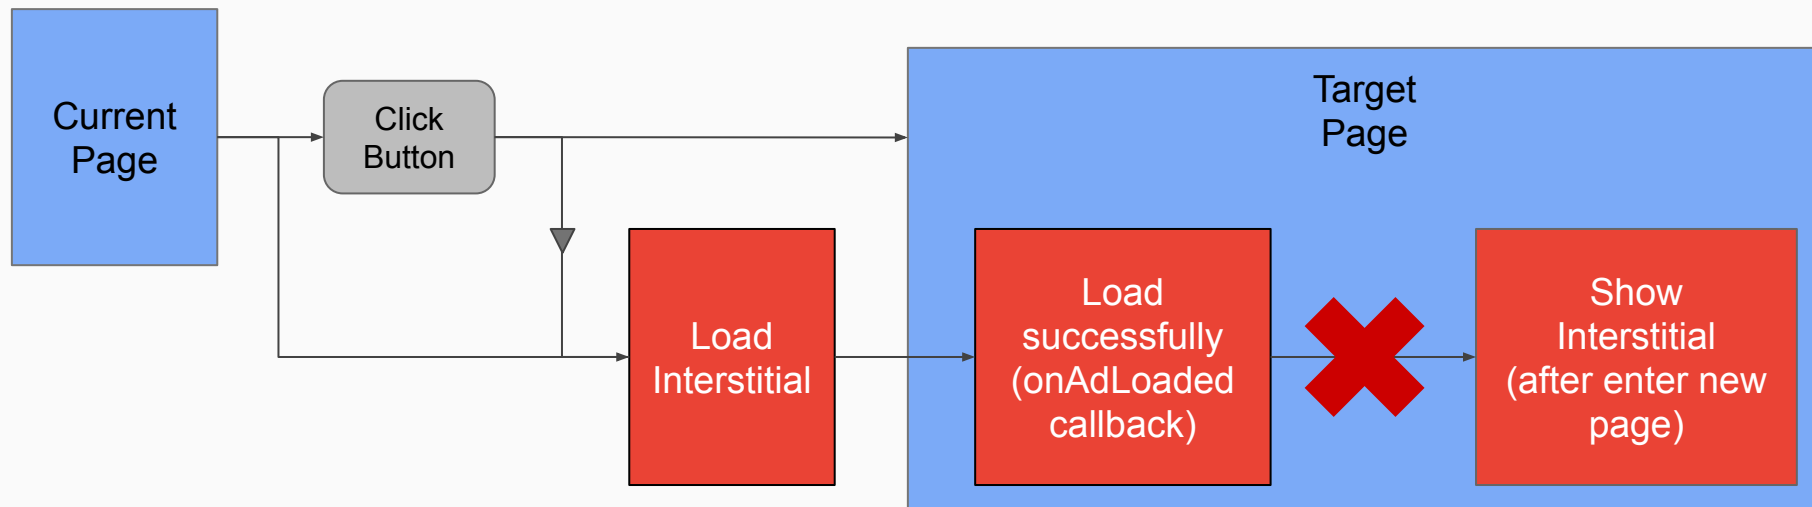 Current
Page
Click
Button
Target
Page
Load
Interstitial
Load
successfully
(onAdLoaded
callback)
Show
Interstitial
(after enter new
page)